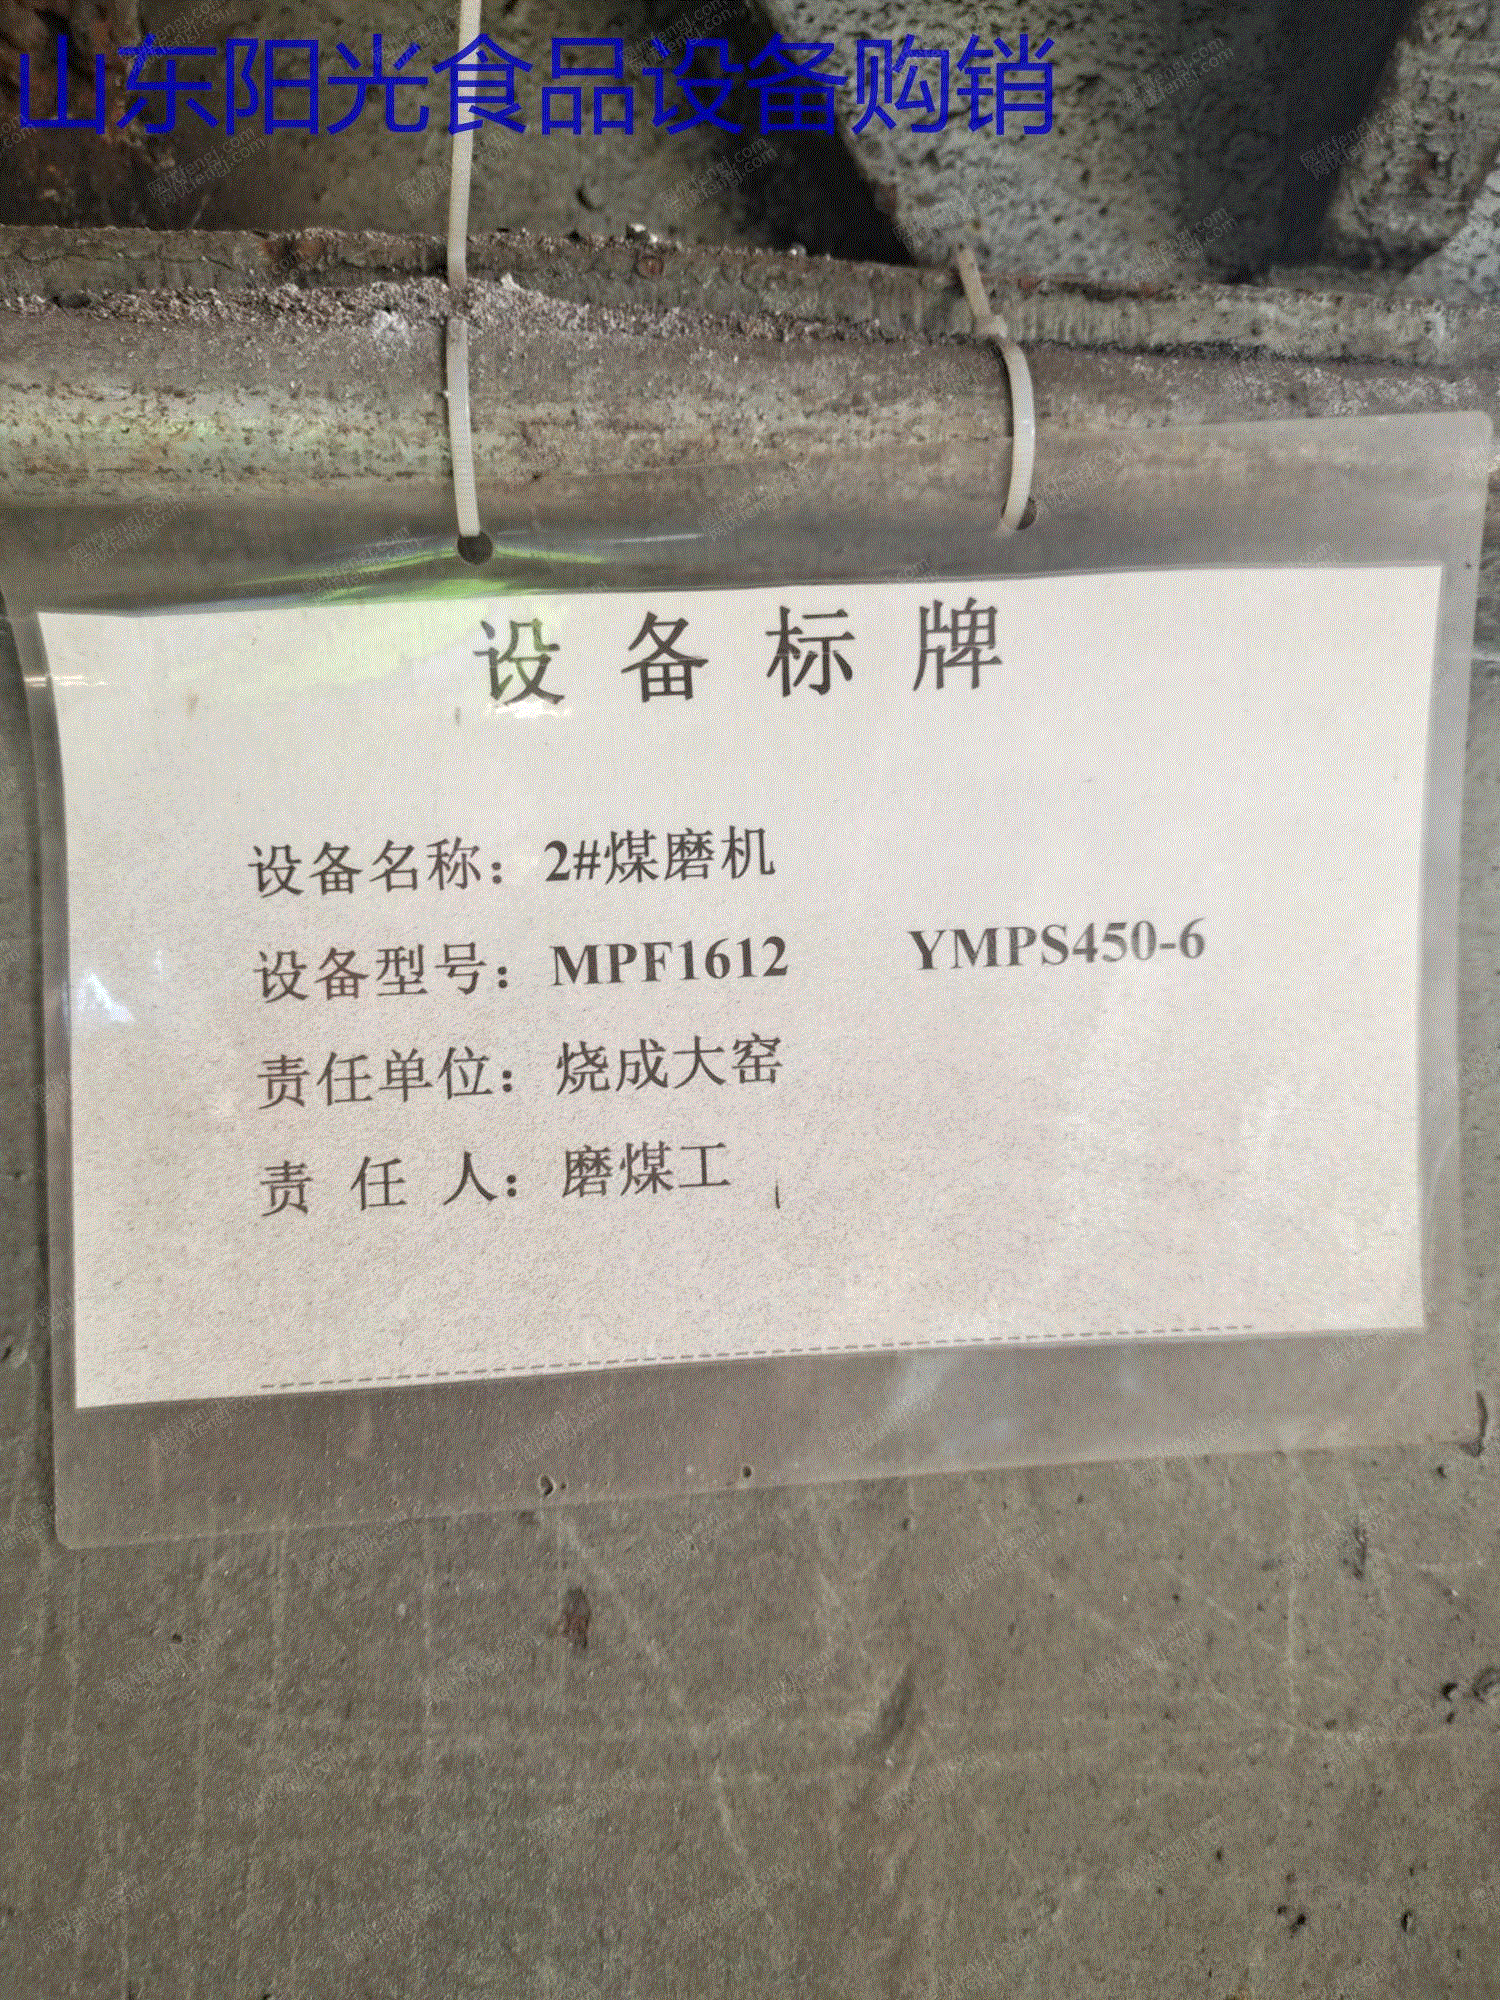 山东阳光食品设备购销
设备标牌
设备名称：2#煤磨机
设备型号：MPF1612 YMPS450-6
责任单位：烧成大窑
责任人：磨煤工